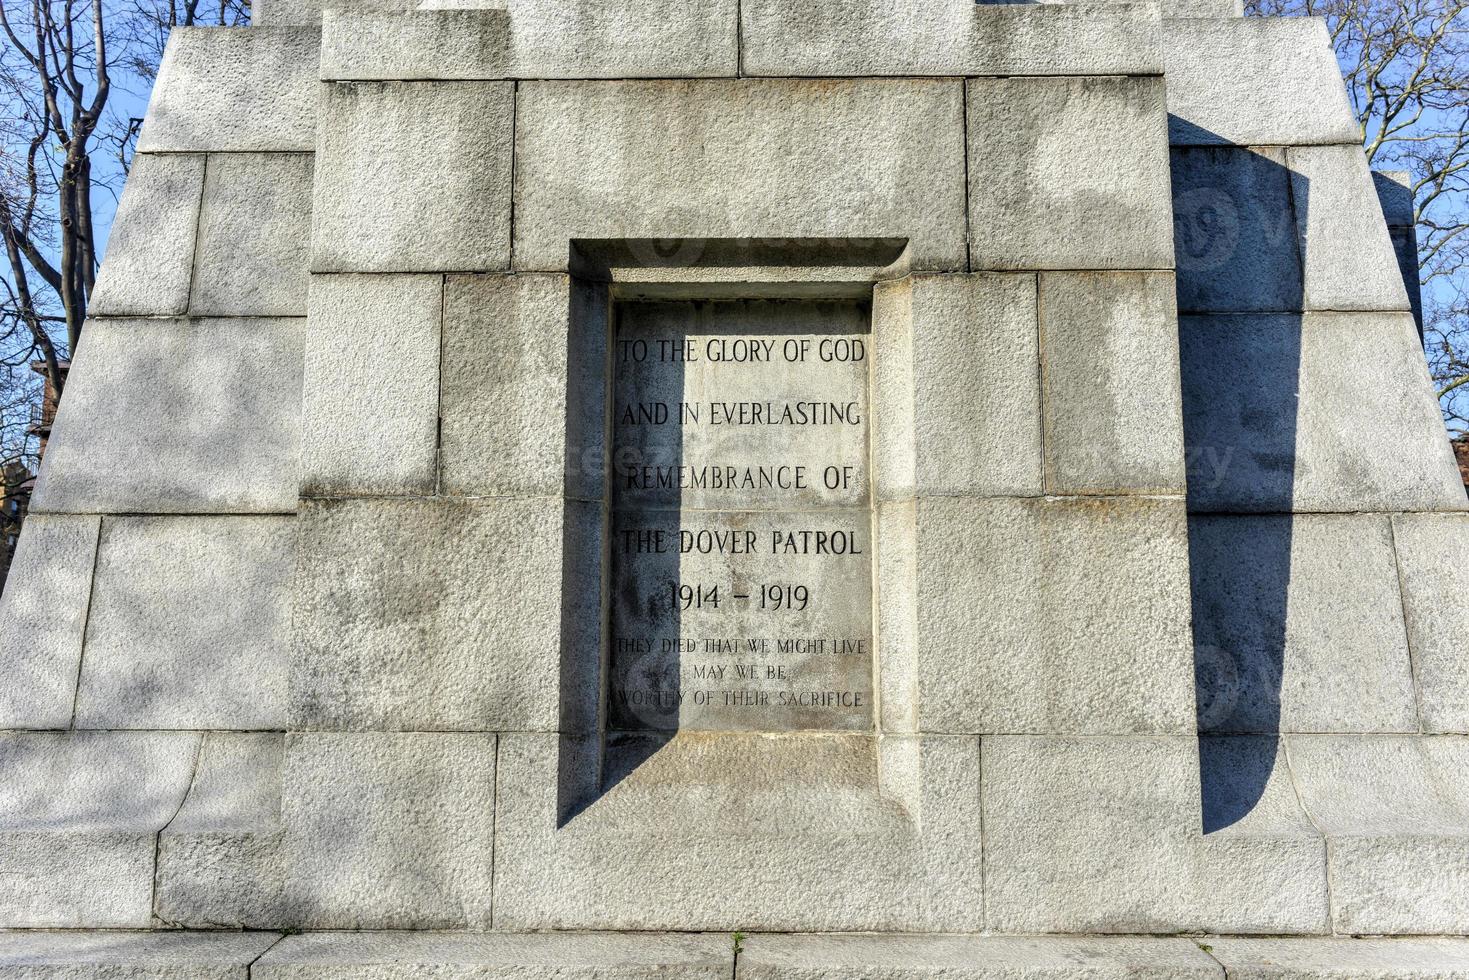 TO THE GLORY OF GOD
AND IN EVERLASTING
REMEMBRANCE OF
THE DOVER PATROL
1914 – 1919
THEY DIED THAT WE MIGHT LIVE
MAY WE BE
WORTHY OF THEIR SACRIFICE